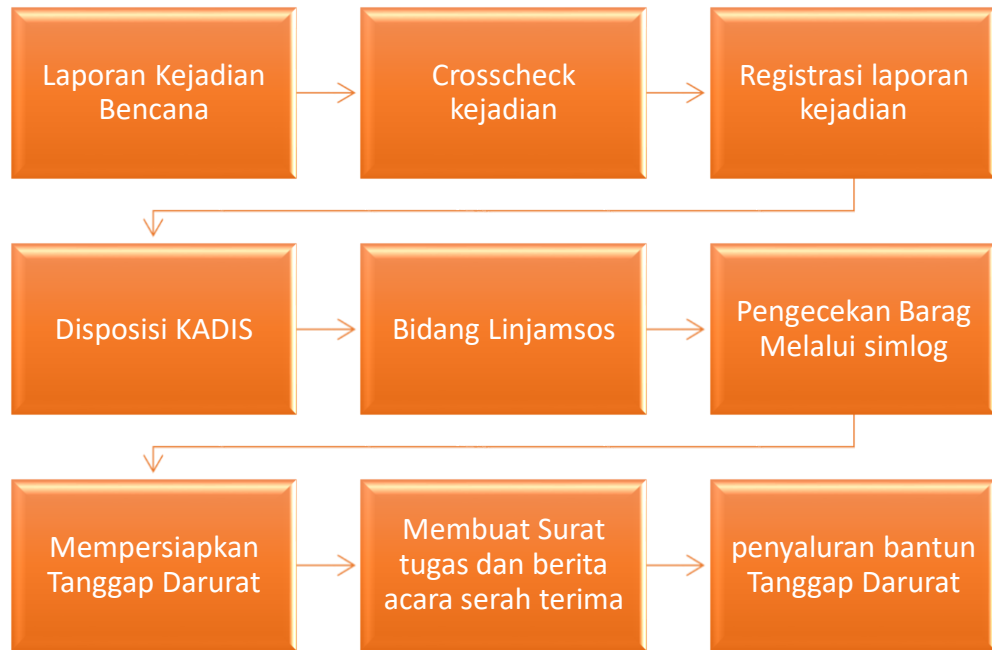 Laporan Kejadian
Bencana
Crosscheck
kejadian
Registrasi laporan
kejadian
Disposisi KADIS
Bidang Linjamsos
Pengecekan Barag
Melalui simlog
Mempersiapkan
Tanggap Darurat
Membuat Surat
tugas dan berita
acara serah terima
penyaluran bantun
Tanggap Darurat